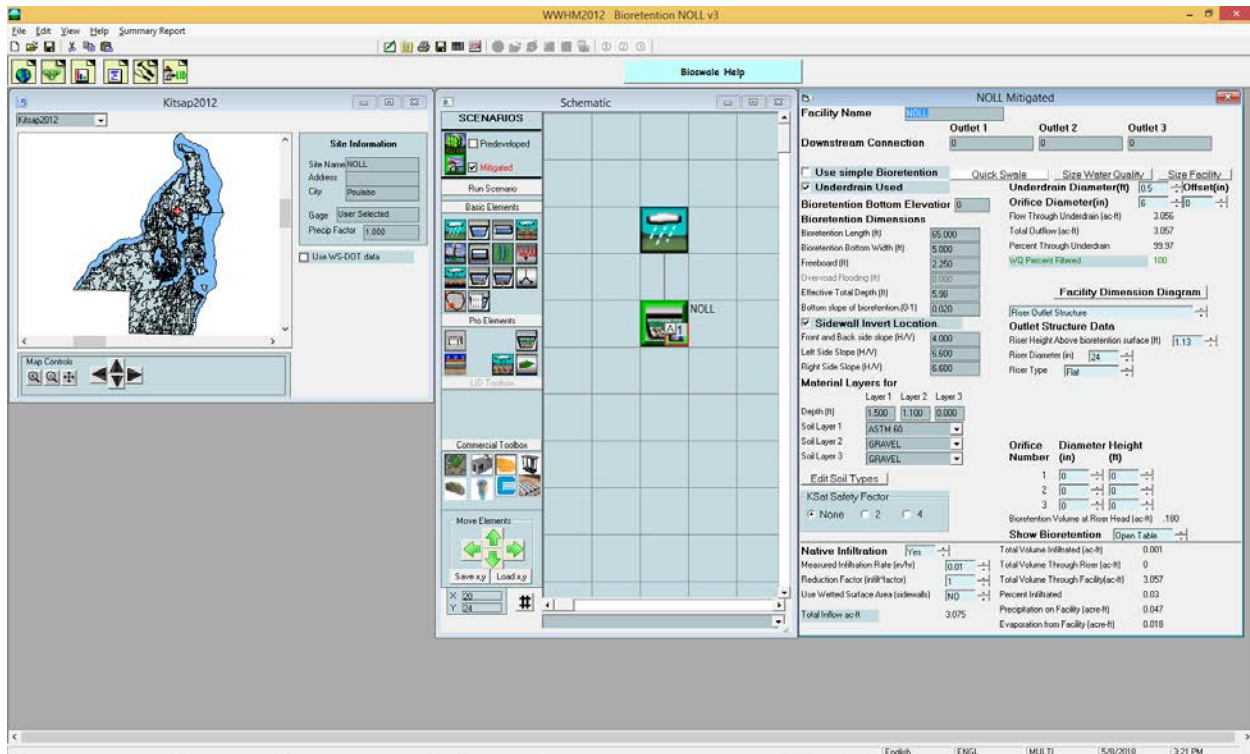 WWHM2012 Bioretention NOLL v3
File Edit View Help Summary Report
Bioswale Help
Kitsap2012
Kitsap2012
Site Information
Site Name NOLL
Address
City Poulsbo
Gage User Selected
Precip Factor 1.000
Use WS-DOT data
Map Controls
Schematic
SCENARIOS
Predeveloped
Mitigated
Run Scenario
Basic Elements
Pro Elements
LID Toolbox
Commercial Toolbox
Move Elements
Save x,y Load x,y
X 20
Y 24
NOLL
A 1
NOLL Mitigated
Facility Name NOLL
Outlet 1 Outlet 2 Outlet 3
Downstream Connection 0 0 0
Use simple Bioretention Quick Swale Size Water Quality Size Facility
Underdrain Used Underdrain Diameter(ft) 0.5 Offset(in)
Bioretention Bottom Elevation 0 Orifice Diameter(in) 6 0
Bioretention Dimensions Flow Through Underdrain (ac-ft) 3.056
Bioretention Length (ft) 65.000 Total Outflow (ac-ft) 3.057
Bioretention Bottom Width (ft) 5.000 Percent Through Underdrain 99.97
Freeboard (ft) 2.250 WQ Percent Filtered 100
Over-road Flooding (ft) 0.000
Effective Total Depth (ft) 5.98 Facility Dimension Diagram
Bottom slope of bioretention.(0-1) 0.020 Riser Outlet Structure
Sidewall Invert Location. Outlet Structure Data
Front and Back side slope (H/V) 4.000 Riser Height Above bioretention surface (ft) 1.13
Left Side Slope (H/V) 6.600 Riser Diameter (in) 24
Right Side Slope (H/V) 6.600 Riser Type Flat
Material Layers for
Layer 1 Layer 2 Layer 3
Depth (ft) 1.500 1.100 0.000
Soil Layer 1 ASTM 60
Soil Layer 2 GRAVEL
Soil Layer 3 GRAVEL
Orifice Diameter Height
Number (in) (ft)
1 0 0
2 0 0
3 0 0
Edit Soil Types
KSat Safety Factor
None 2 4
Bioretention Volume at Riser Head (ac-ft) .180
Show Bioretention Open Table
Native Infiltration Yes Total Volume Infiltrated (ac-ft) 0.001
Measured Infiltration Rate (in/hr) 0.01 Total Volume Through Riser (ac-ft) 0
Reduction Factor (infilt*factor) 1 Total Volume Through Facility(ac-ft) 3.057
Use Wetted Surface Area (sidewalls) NO Percent Infiltrated 0.03
Total Inflow ac-ft 3.075 Precipitation on Facility (acre-ft) 0.047
Evaporation from Facility (acre-ft) 0.018
English ENGL MULTI 5/8/2018 3:21 PM